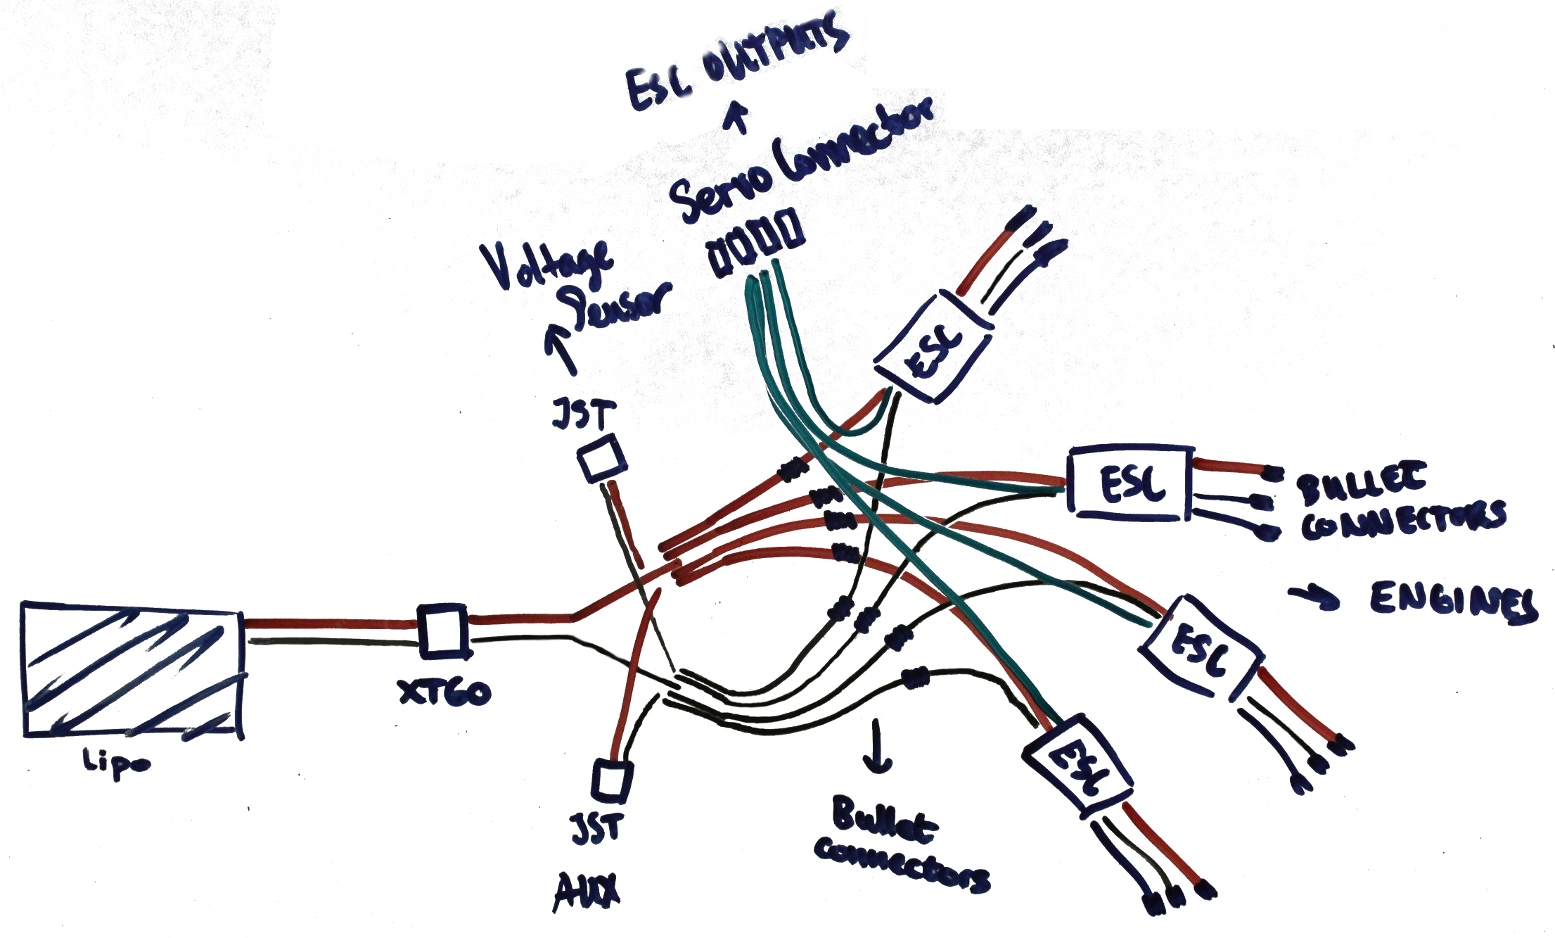 ESC OUTPUTS
Servo Connector
Voltage
Sensor
JST
ESC
ESC
BULLET
CONNECTORS
ENGINES
ESC
ESC
XT60
Lipo
JST
AUX
Bullet
Connectors